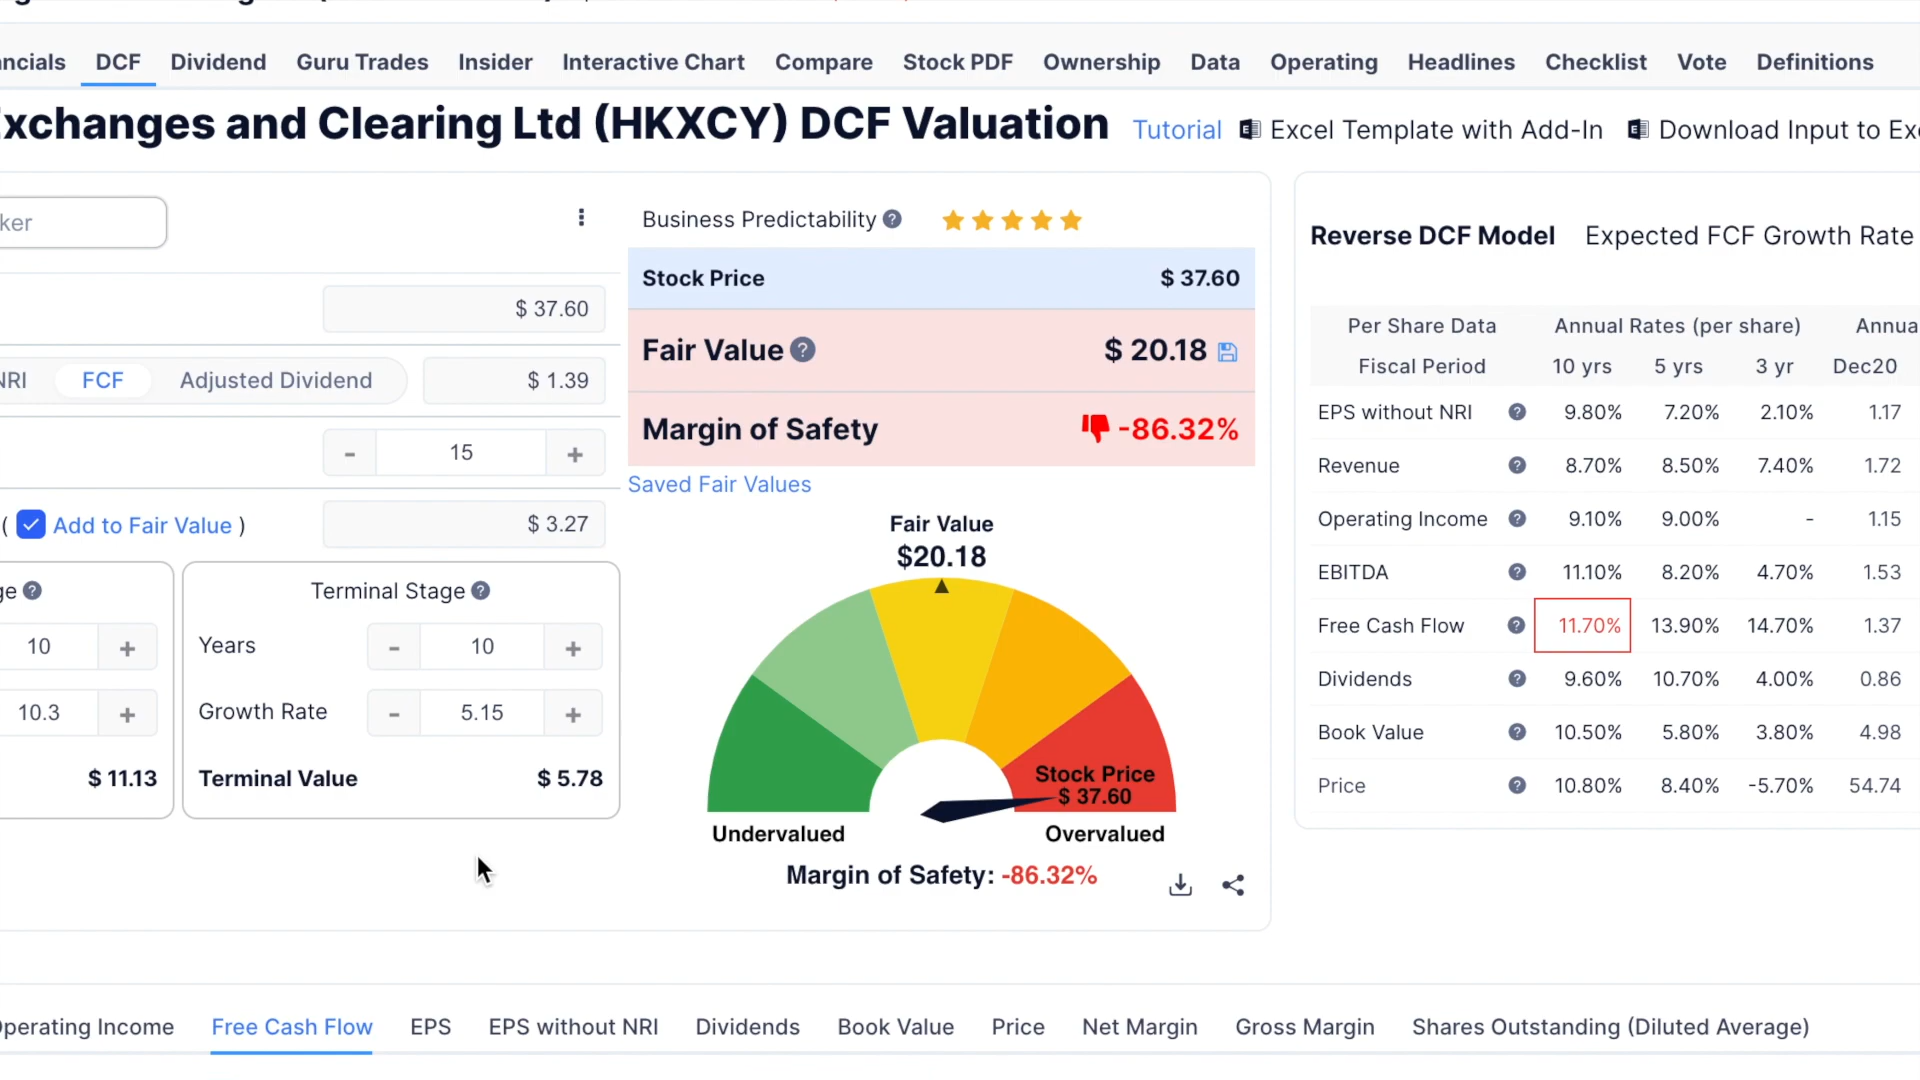 ncials DCF Dividend Guru Trades Insider Interactive Chart Compare Stock PDF Ownership Data Operating Headlines Checklist Vote Definitions
xchanges and Clearing Ltd (HKXCY) DCF Valuation Tutorial Excel Template with Add-In Download Input to Exc
ker
$ 37.60
NRI FCF Adjusted Dividend $ 1.39
- 15 +
( Add to Fair Value ) $ 3.27
ge
10 +
10.3 +
$ 11.13
Terminal Stage
Years - 10 +
Growth Rate - 5.15 +
Terminal Value $ 5.78
Business Predictability
Stock Price $ 37.60
Fair Value $ 20.18
Margin of Safety -86.32%
Saved Fair Values
Fair Value
$20.18
Stock Price
$ 37.60
Undervalued Overvalued
Margin of Safety: -86.32%
Reverse DCF Model Expected FCF Growth Rate
Per Share Data Annual Rates (per share) Annua
Fiscal Period 10 yrs 5 yrs 3 yr Dec20
EPS without NRI 9.80% 7.20% 2.10% 1.17
Revenue 8.70% 8.50% 7.40% 1.72
Operating Income 9.10% 9.00% - 1.15
EBITDA 11.10% 8.20% 4.70% 1.53
Free Cash Flow 11.70% 13.90% 14.70% 1.37
Dividends 9.60% 10.70% 4.00% 0.86
Book Value 10.50% 5.80% 3.80% 4.98
Price 10.80% 8.40% -5.70% 54.74
Operating Income Free Cash Flow EPS EPS without NRI Dividends Book Value Price Net Margin Gross Margin Shares Outstanding (Diluted Average)